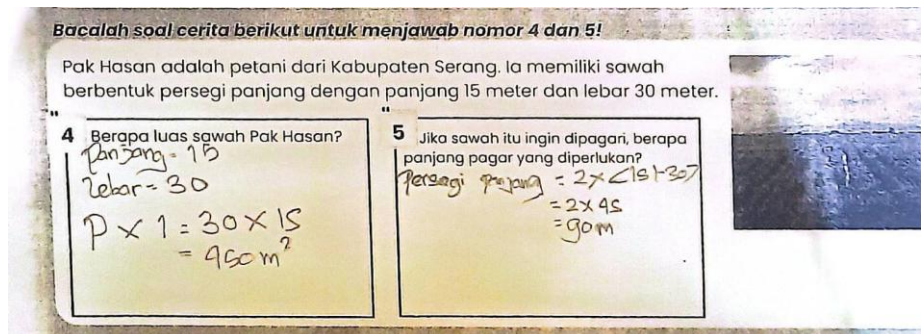 Bacalah soal cerita berikut untuk menjawab nomor 4 dan 5!
Pak Hasan adalah petani dari Kabupaten Serang. Ia memiliki sawah
berbentuk persegi panjang dengan panjang 15 meter dan lebar 30 meter.
4 Berapa luas sawah Pak Hasan?
Panjang = 15
Lebar = 30
P × l = 30 × 15
= 450 m²
5 Jika sawah itu ingin dipagari, berapa
panjang pagar yang diperlukan?
Persegi panjang = 2 × (15+30)
= 2 × 45
= 90 m